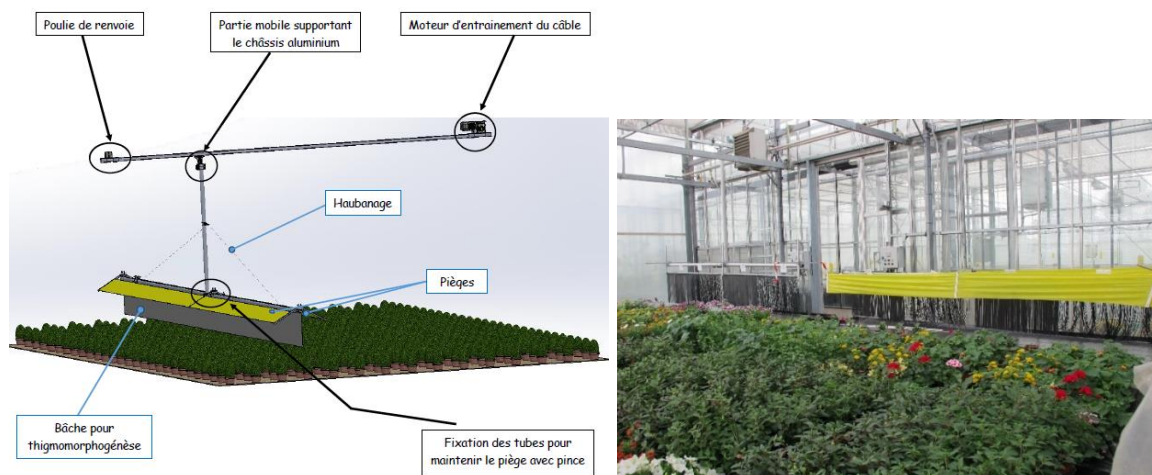 Poulie de renvoie
Partie mobile supportant
le châssis aluminium
Moteur d'entrainement du câble
Haubanage
Pièges
Bâche pour
thigmomorphogénèse
Fixation des tubes pour
maintenir le piège avec pince